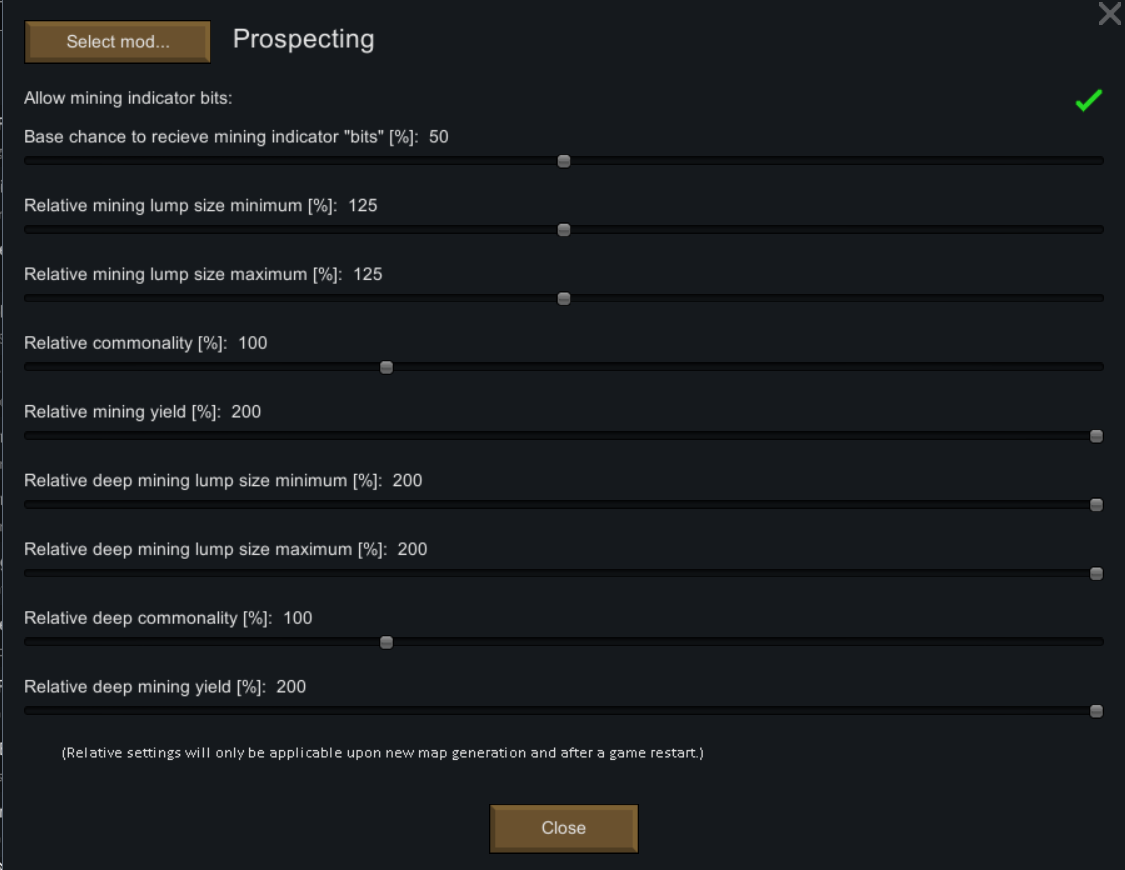 Select mod...
Prospecting
Allow mining indicator bits:
Base chance to recieve mining indicator "bits" [%]: 50
Relative mining lump size minimum [%]: 125
Relative mining lump size maximum [%]: 125
Relative commonality [%]: 100
Relative mining yield [%]: 200
Relative deep mining lump size minimum [%]: 200
Relative deep mining lump size maximum [%]: 200
Relative deep commonality [%]: 100
Relative deep mining yield [%]: 200
(Relative settings will only be applicable upon new map generation and after a game restart.)
Close